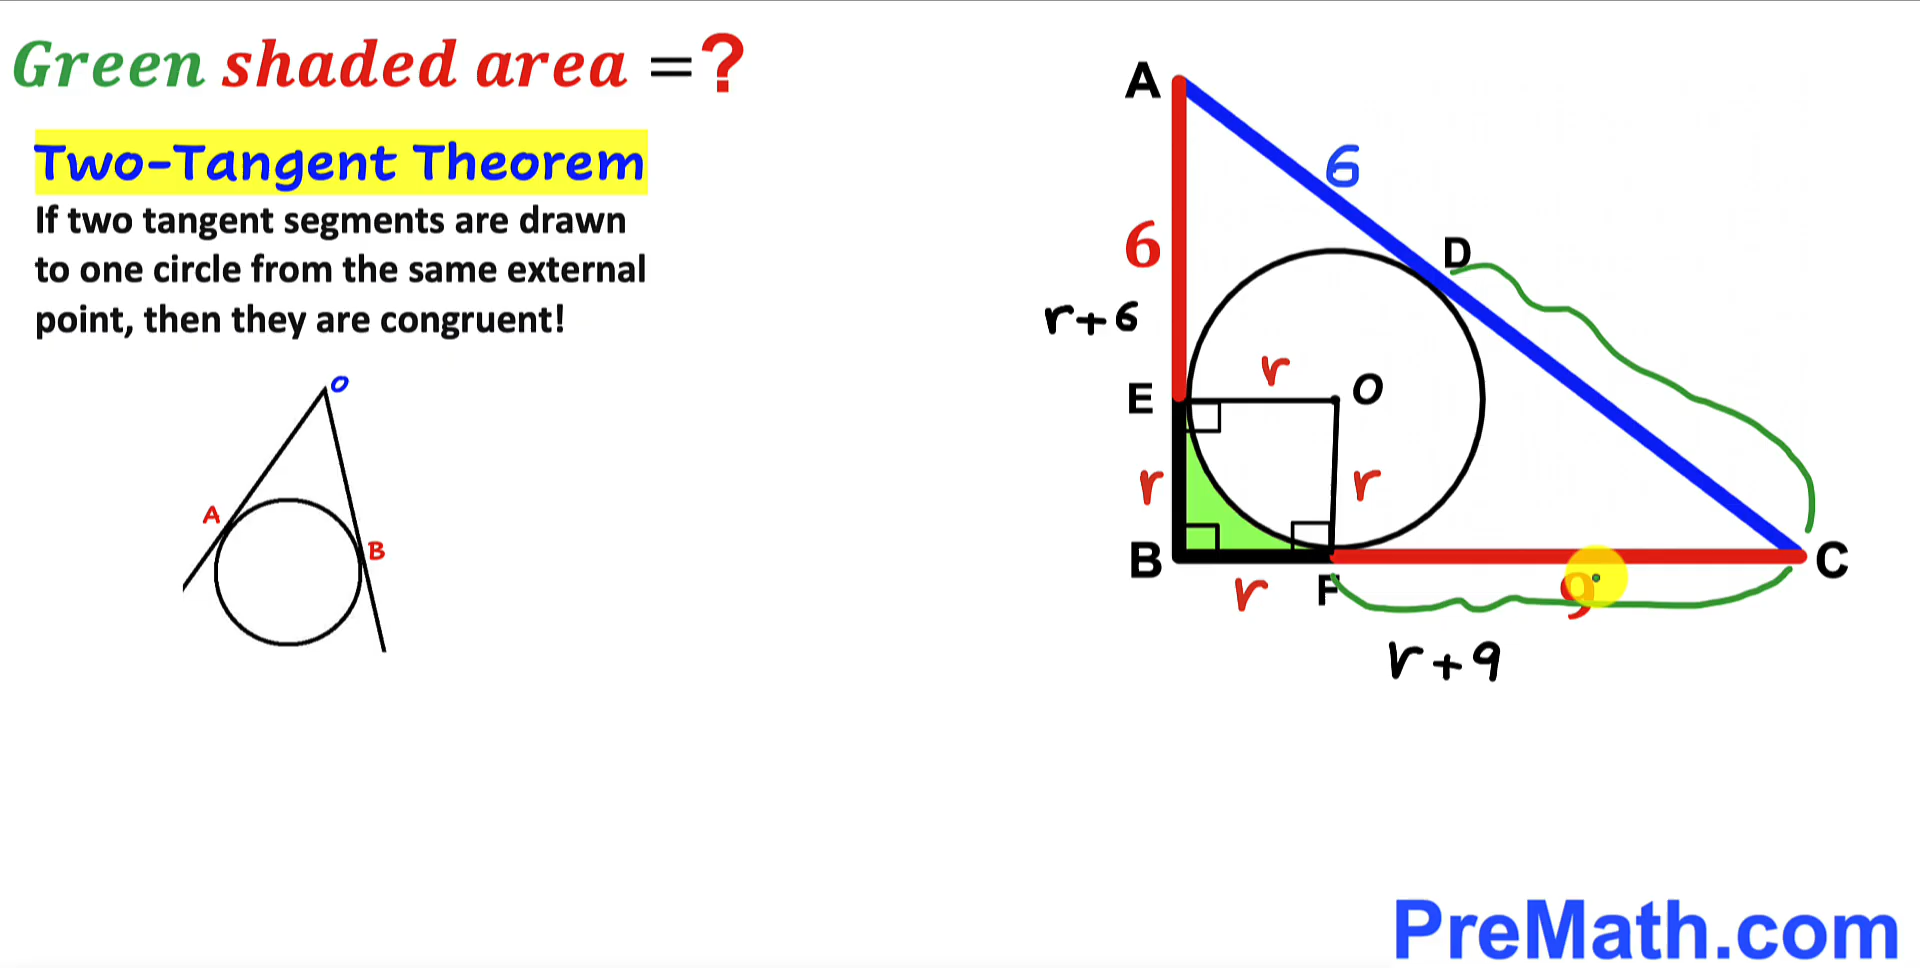 Green shaded area =?
Two-Tangent Theorem
If two tangent segments are drawn
to one circle from the same external
point, then they are congruent!
O
A
B
A
6
6
D
r+6
r
E
O
r
r
B
r
F
9
C
r+9
PreMath.com